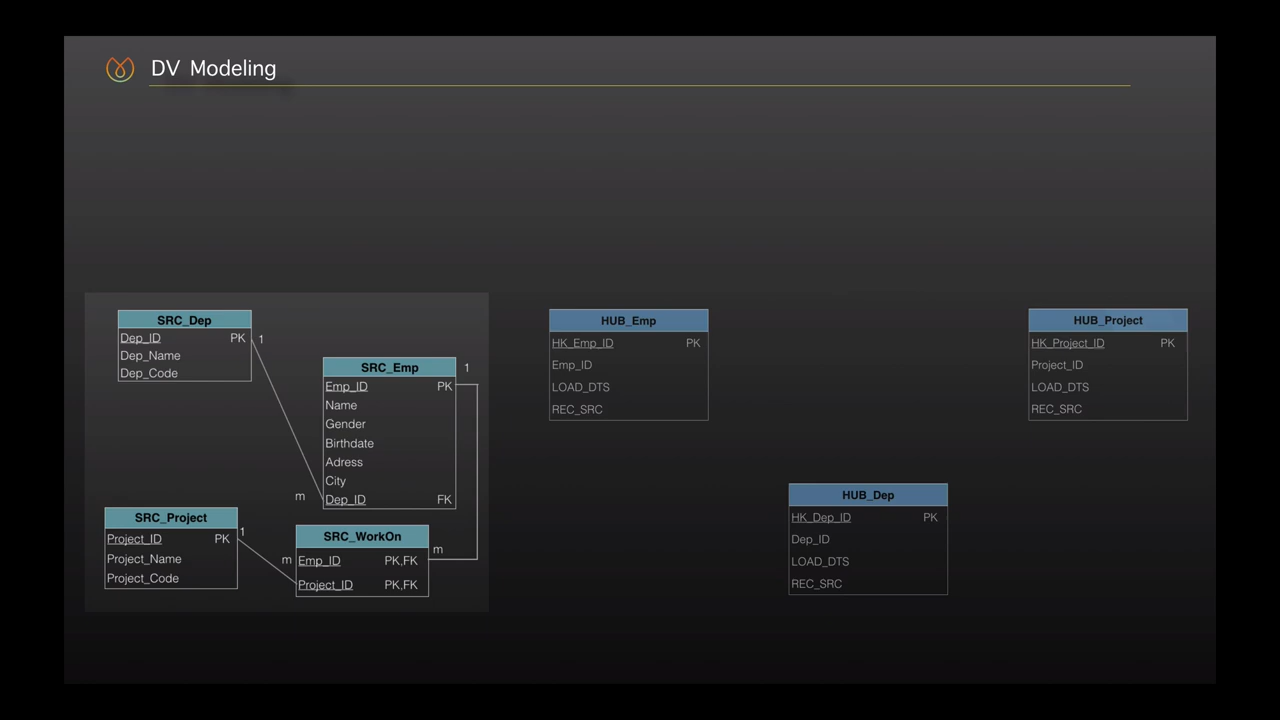 DV Modeling
SRC_Dep
Dep_ID PK
Dep_Name
Dep_Code
1
SRC_Emp
1
Emp_ID PK
Name
Gender
Birthdate
Adress
City
Dep_ID FK
m
SRC_Project
Project_ID PK
Project_Name
Project_Code
1
SRC_WorkOn
m
Emp_ID PK,FK
Project_ID PK,FK
m
HUB_Emp
HK_Emp_ID PK
Emp_ID
LOAD_DTS
REC_SRC
HUB_Dep
HK_Dep_ID PK
Dep_ID
LOAD_DTS
REC_SRC
HUB_Project
HK_Project_ID PK
Project_ID
LOAD_DTS
REC_SRC